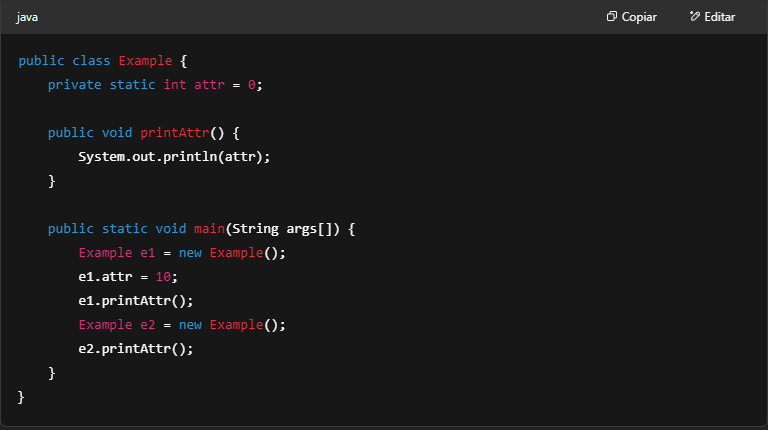 java Copiar Editar
public class Example {
    private static int attr = 0;

    public void printAttr() {
        System.out.println(attr);
    }

    public static void main(String args[]) {
        Example e1 = new Example();
        e1.attr = 10;
        e1.printAttr();
        Example e2 = new Example();
        e2.printAttr();
    }
}